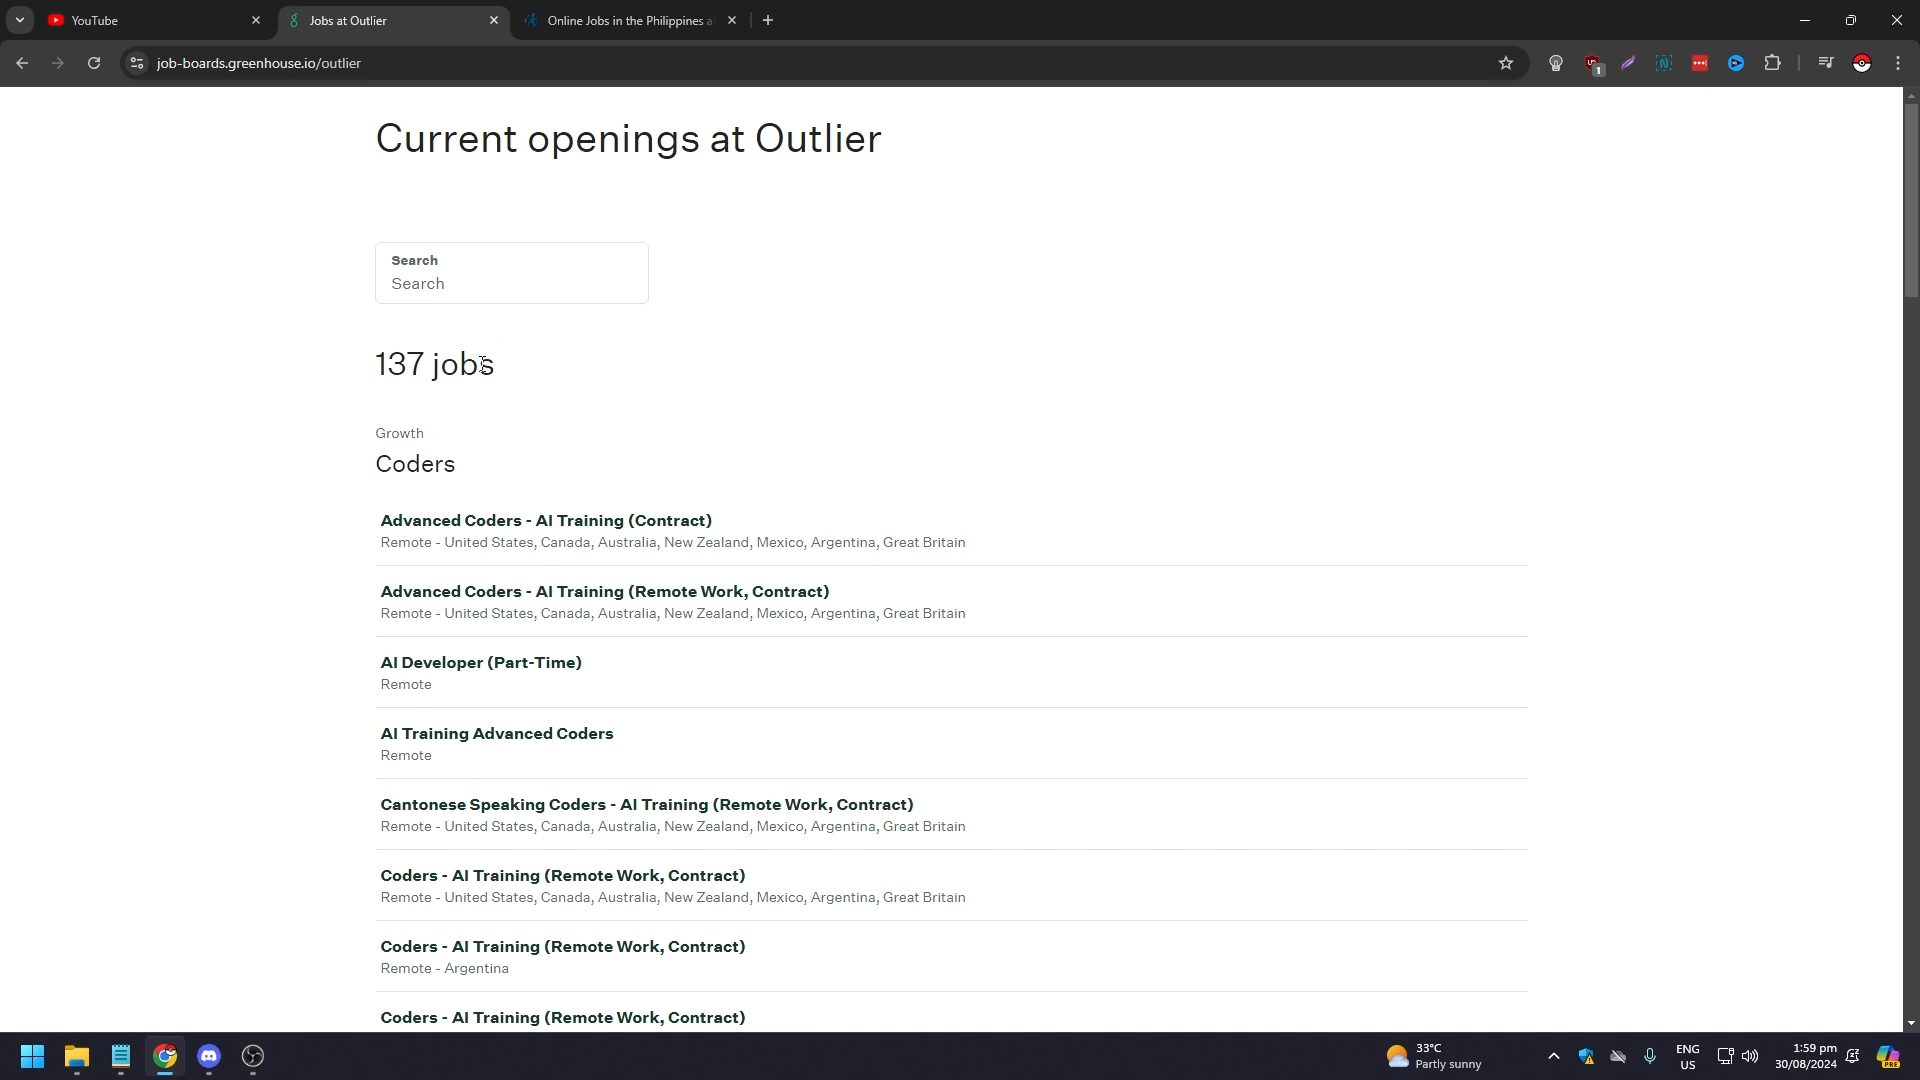 YouTube
Jobs at Outlier
Online Jobs in the Philippines a
job-boards.greenhouse.io/outlier
1
Current openings at Outlier
Search
Search
137 jobs
Growth
Coders
Advanced Coders - AI Training (Contract)
Remote - United States, Canada, Australia, New Zealand, Mexico, Argentina, Great Britain
Advanced Coders - AI Training (Remote Work, Contract)
Remote - United States, Canada, Australia, New Zealand, Mexico, Argentina, Great Britain
AI Developer (Part-Time)
Remote
AI Training Advanced Coders
Remote
Cantonese Speaking Coders - AI Training (Remote Work, Contract)
Remote - United States, Canada, Australia, New Zealand, Mexico, Argentina, Great Britain
Coders - AI Training (Remote Work, Contract)
Remote - United States, Canada, Australia, New Zealand, Mexico, Argentina, Great Britain
Coders - AI Training (Remote Work, Contract)
Remote - Argentina
Coders - AI Training (Remote Work, Contract)
33°C
Partly sunny
ENG
US
1:59 pm
30/08/2024
PRE